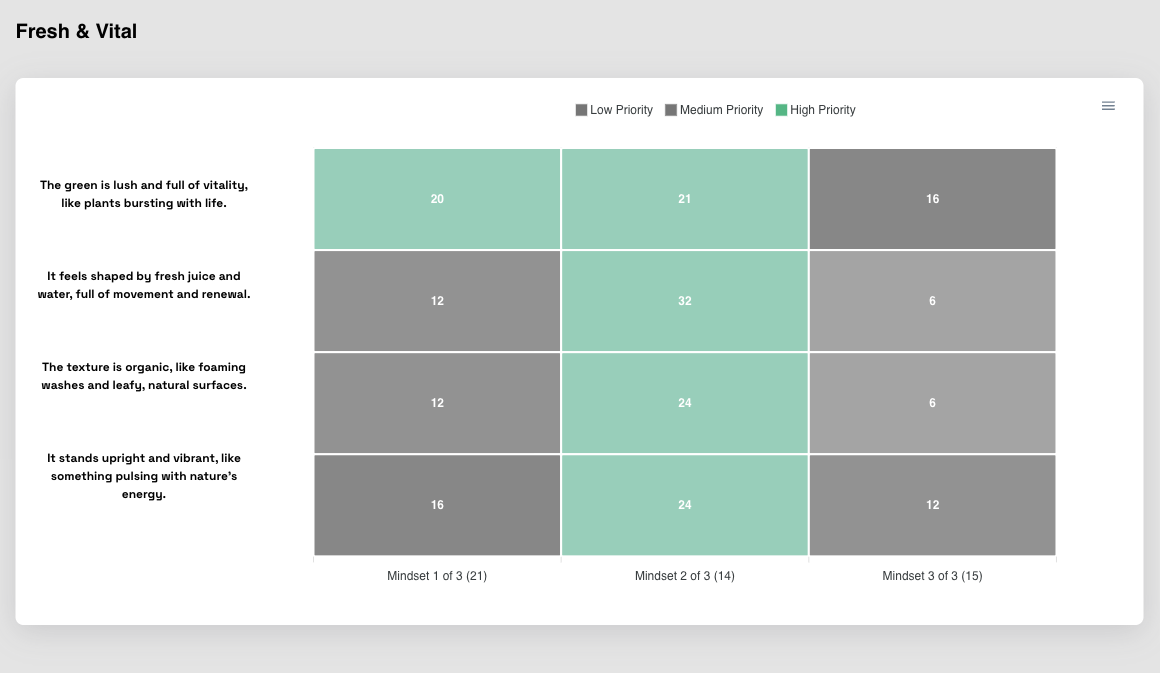 Fresh & Vital
Low Priority Medium Priority High Priority
The green is lush and full of vitality,
like plants bursting with life.
20 21 16
It feels shaped by fresh juice and
water, full of movement and renewal.
12 32 6
The texture is organic, like foaming
washes and leafy, natural surfaces.
12 24 6
It stands upright and vibrant, like
something pulsing with nature's
energy.
16 24 12
Mindset 1 of 3 (21) Mindset 2 of 3 (14) Mindset 3 of 3 (15)